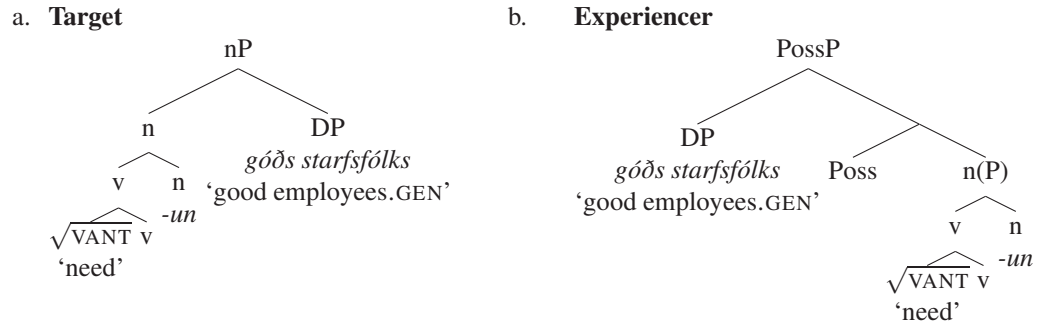 a. Target
nP
n DP
góðs starfsfólks
'good employees.GEN'
v n
-un
√VANT v
'need'
b. Experiencer
PossP
DP
góðs starfsfólks
'good employees.GEN'
Poss n(P)
v n
-un
√VANT v
'need'